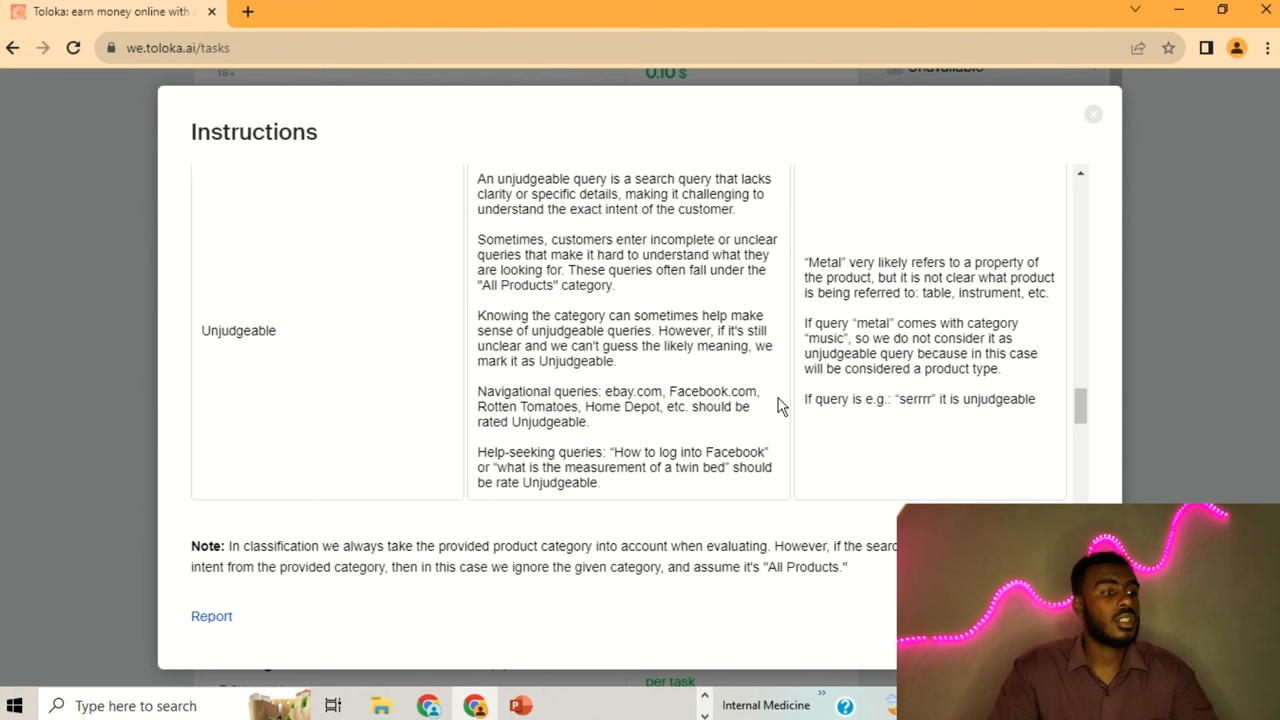 Toloka: earn money online with
we.toloka.ai/tasks
18+
0.10 $
Unavailable
Instructions
Unjudgeable
An unjudgeable query is a search query that lacks
clarity or specific details, making it challenging to
understand the exact intent of the customer.
Sometimes, customers enter incomplete or unclear
queries that make it hard to understand what they
are looking for. These queries often fall under the
"All Products" category.
Knowing the category can sometimes help make
sense of unjudgeable queries. However, if it's still
unclear and we can't guess the likely meaning, we
mark it as Unjudgeable.
Navigational queries: ebay.com, Facebook.com,
Rotten Tomatoes, Home Depot, etc. should be
rated Unjudgeable.
Help-seeking queries: “How to log into Facebook”
or “what is the measurement of a twin bed” should
be rate Unjudgeable.
“Metal” very likely refers to a property of
the product, but it is not clear what product
is being referred to: table, instrument, etc.
If query “metal” comes with category
“music”, so we do not consider it as
unjudgeable query because in this case
will be considered a product type.
If query is e.g.: “serrrr” it is unjudgeable
Note: In classification we always take the provided product category into account when evaluating. However, if the sear
intent from the provided category, then in this case we ignore the given category, and assume it's "All Products."
Report
per task
Type here to search
Internal Medicine